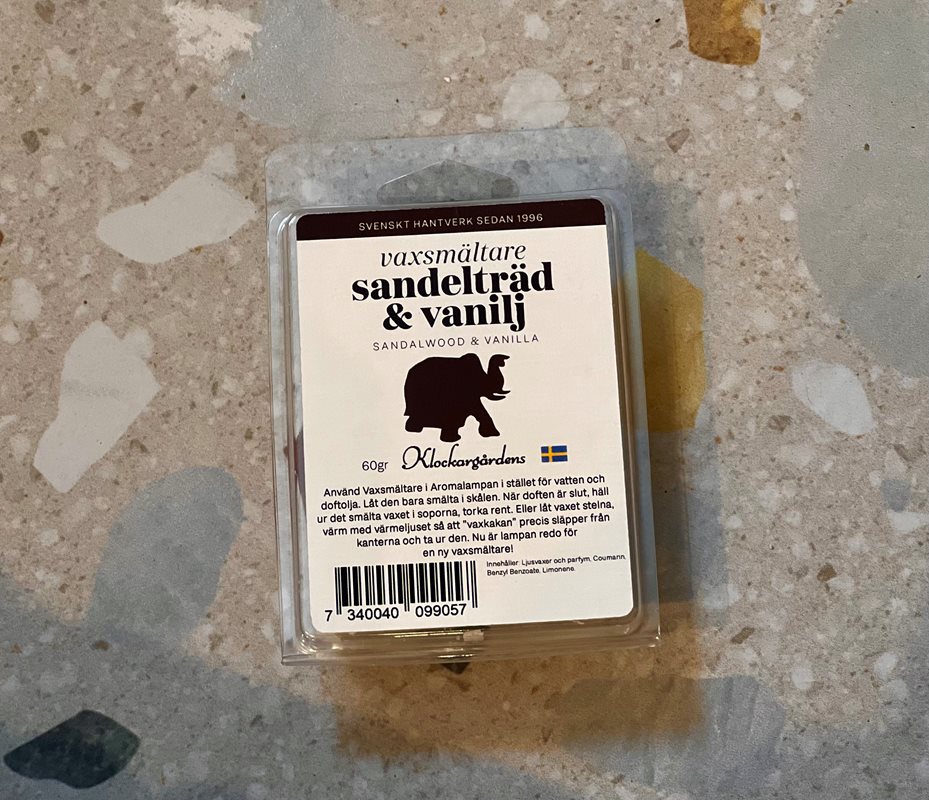 SVENSKT HANTVERK SEDAN 1996
vaxsmältare
sandelträd
& vanilj
SANDALWOOD & VANILLA
60gr Klockargårdens
Använd Vaxsmältare i Aromalampan i stället för vatten och
doftolja. Låt den bara smälta i skålen. När doften är slut, häll
ur det smälta vaxet i soporna, torka rent. Eller låt vaxet stelna,
värm med värmeljuset så att "vaxkakan" precis släpper från
kanterna och ta ur den. Nu är lampan redo för
en ny vaxsmältare!
Innehåller: Ljusvaxer och parfym, Coumarin,
Benzyl Benzoate, Limonene.
7 340040 099057